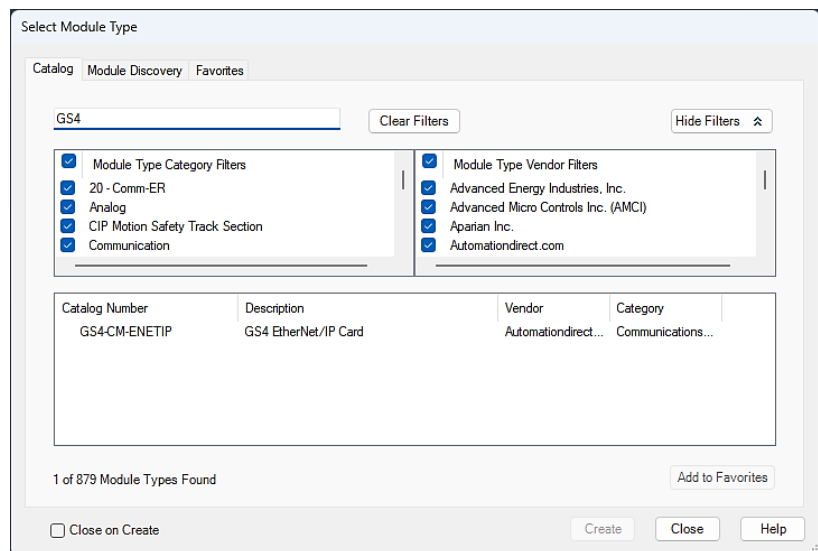 Select Module Type
Catalog Module Discovery Favorites
GS4 Clear Filters Hide Filters
Module Type Category Filters
20 - Comm-ER
Analog
CIP Motion Safety Track Section
Communication
Module Type Vendor Filters
Advanced Energy Industries, Inc.
Advanced Micro Controls Inc. (AMCI)
Aparian Inc.
Automationdirect.com
Catalog Number Description Vendor Category
GS4-CM-ENETIP GS4 EtherNet/IP Card Automationdirect... Communications...
1 of 879 Module Types Found Add to Favorites
Close on Create Create Close Help